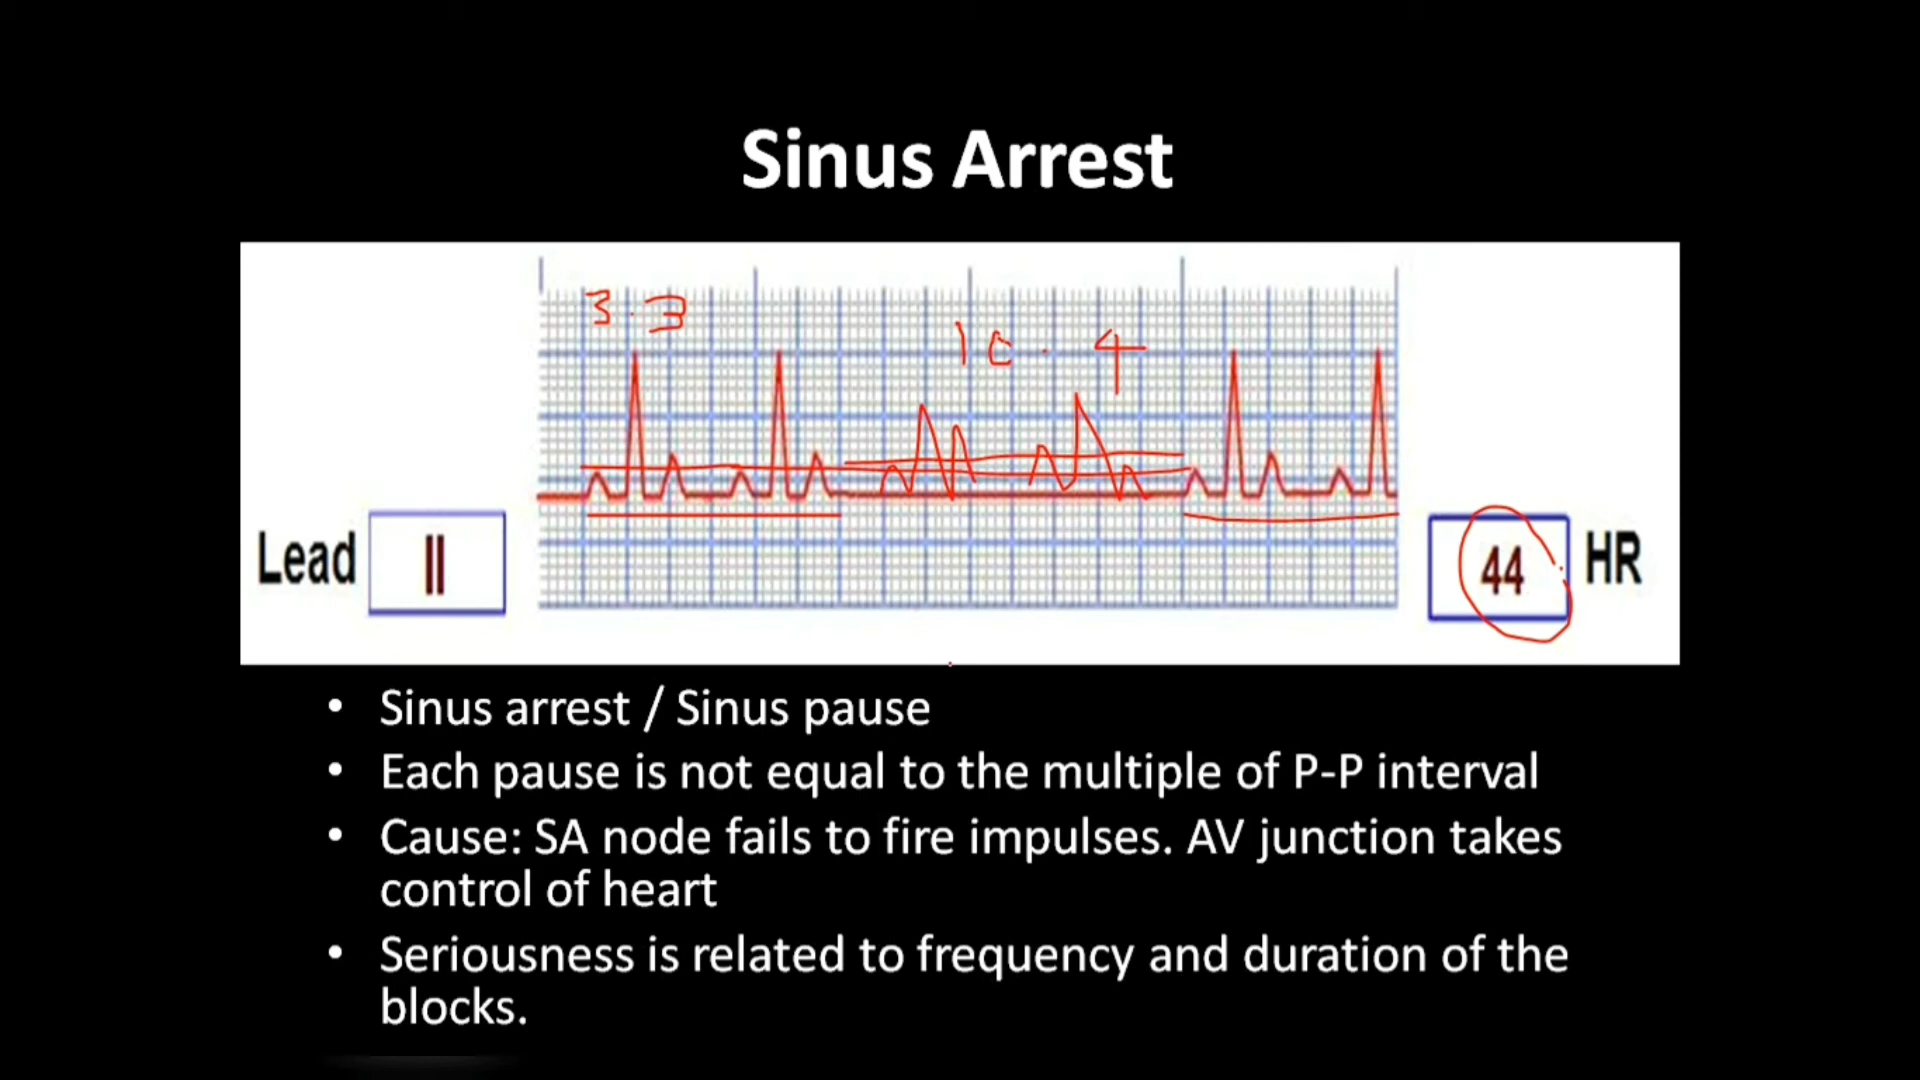 Sinus Arrest
3.3
10.4
Lead II
44 HR
• Sinus arrest / Sinus pause
• Each pause is not equal to the multiple of P-P interval
• Cause: SA node fails to fire impulses. AV junction takes
control of heart
• Seriousness is related to frequency and duration of the
blocks.